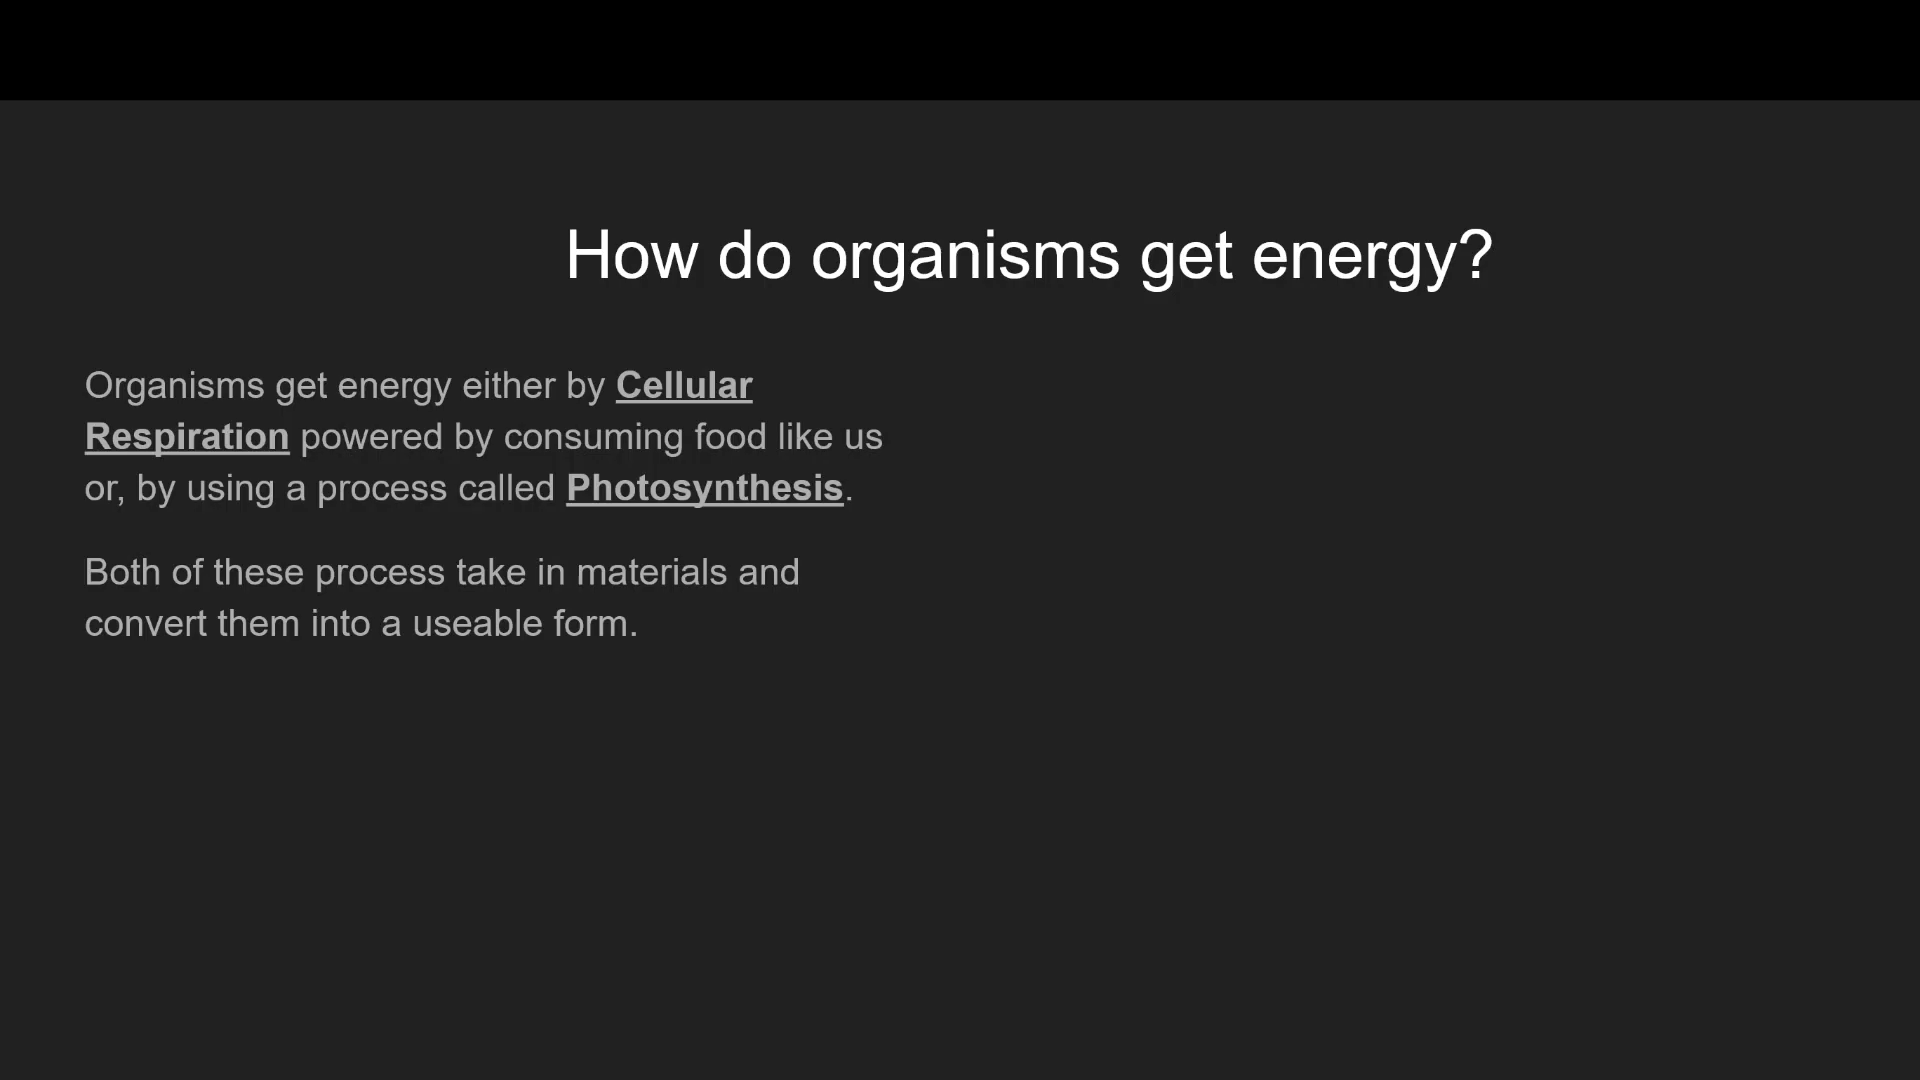 How do organisms get energy?
Organisms get energy either by Cellular
Respiration powered by consuming food like us
or, by using a process called Photosynthesis.
Both of these process take in materials and
convert them into a useable form.